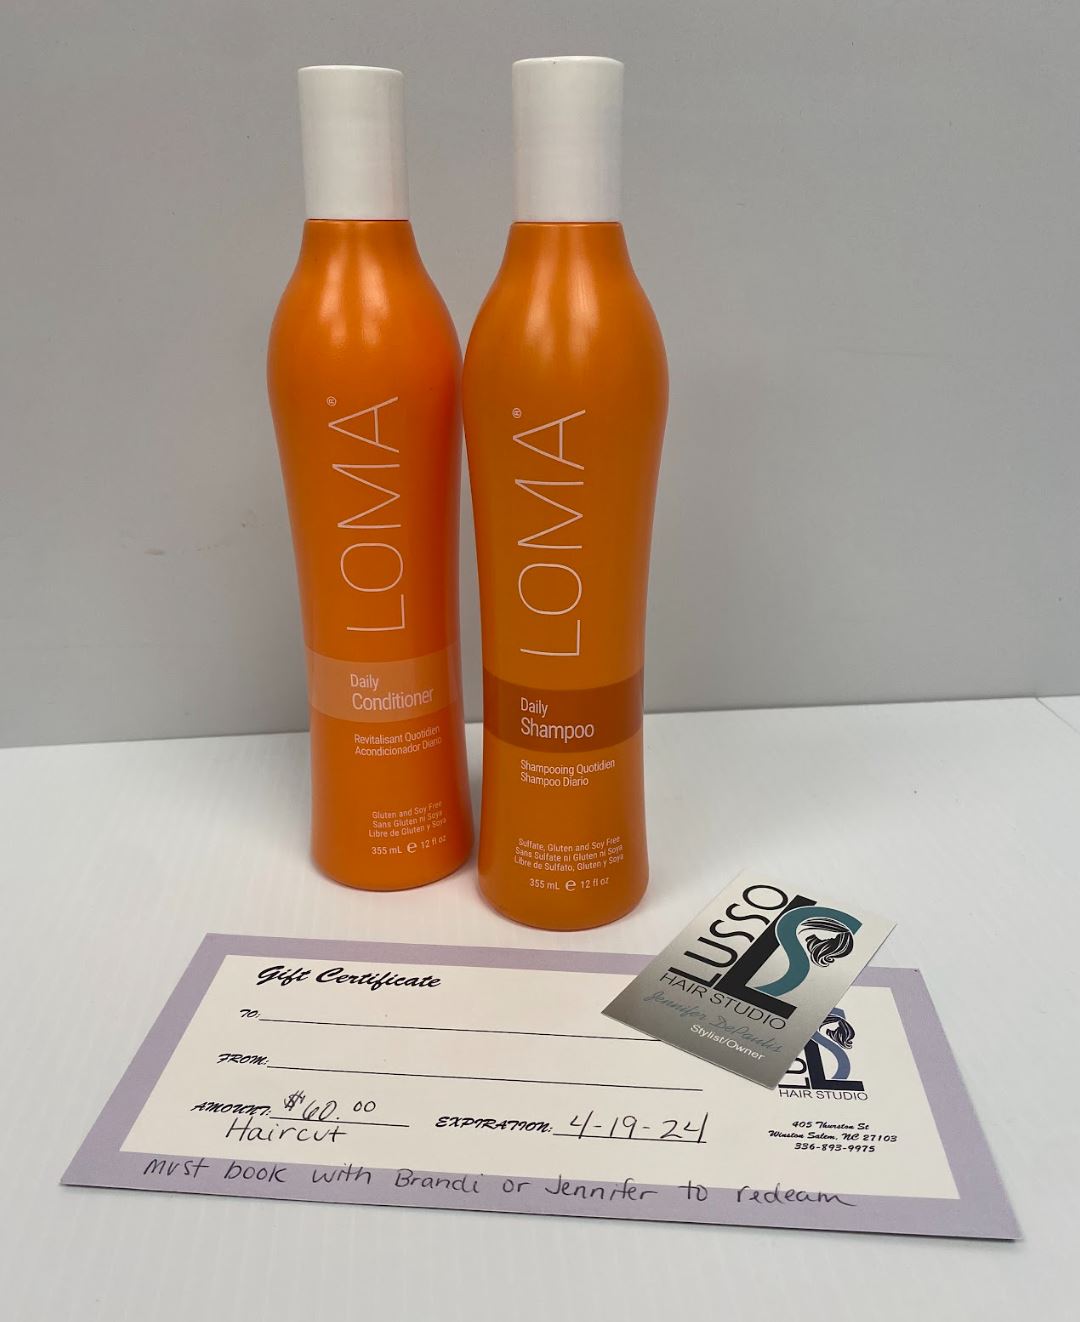 LOMA®
Daily
Conditioner
Revitalisant Quotidien
Acondicionador Diario
Gluten and Soy Free
Sans Gluten ni Soya
Libre de Gluten y Soya
355 mL e 12 fl oz
LOMA®
Daily
Shampoo
Shampooing Quotidien
Shampoo Diario
Sulfate, Gluten and Soy Free
Sans Sulfate ni Gluten ni Soya
Libre de Sulfato, Gluten y Soya
355 mL e 12 fl oz
LUSSO
LS
HAIR STUDIO
Jennifer DePaulis
Stylist/Owner
Gift Certificate
TO:
FROM:
AMOUNT: $60.00
Haircut
EXPIRATION: 4-19-24
must book with Brandi or Jennifer to redeam
HAIR STUDIO
405 Thurston St
Winston Salem, NC 27103
336-893-9975